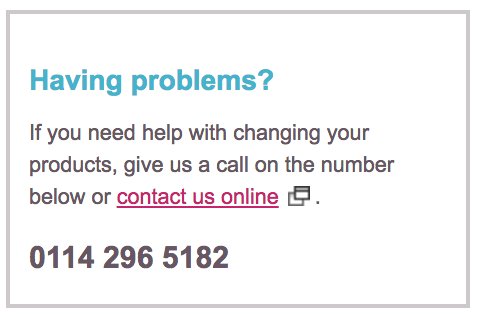 Having problems?
If you need help with changing your
products, give us a call on the number
below or contact us online .
0114 296 5182